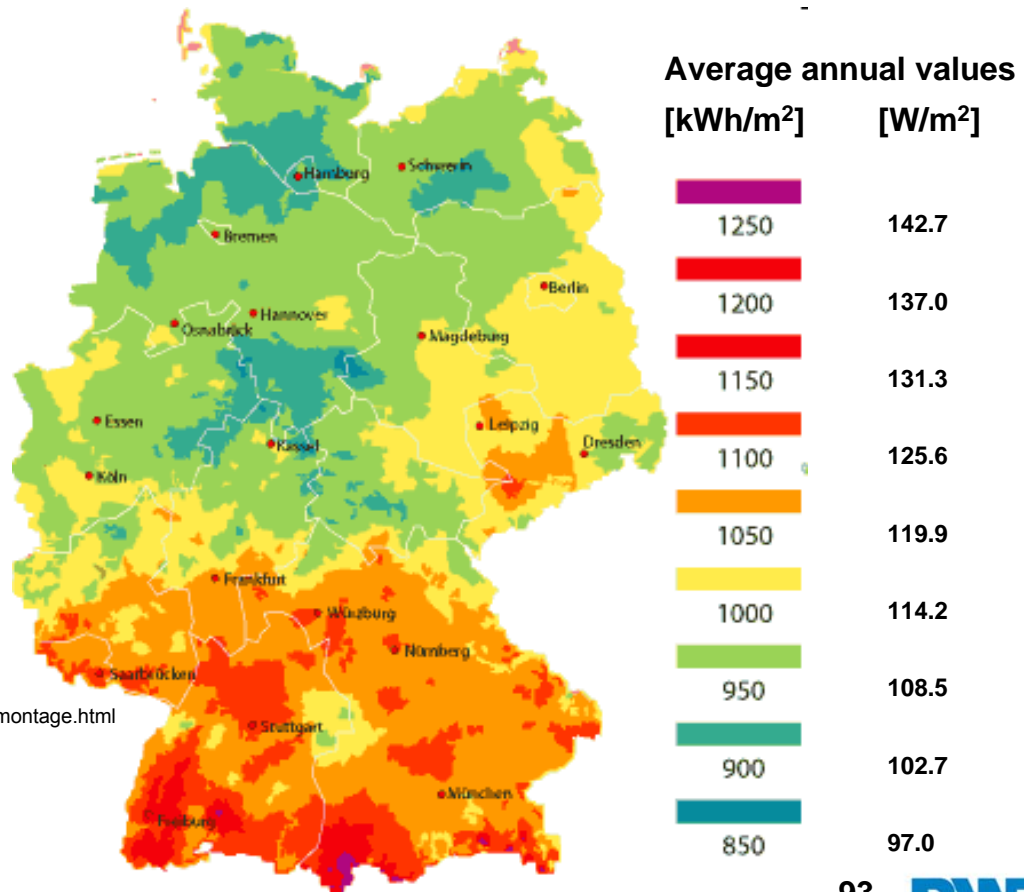 Average annual values
[kWh/m²] [W/m²]
1250 142.7
1200 137.0
1150 131.3
1100 125.6
1050 119.9
1000 114.2
950 108.5
900 102.7
850 97.0
Hamburg
Schwerin
Bremen
Berlin
Hannover
Osnabrück
Magdeburg
Essen
Leipzig
Kassel
Dresden
Köln
Frankfurt
Würzburg
Nürnberg
Saarbrücken
montage.html
Stuttgart
München
Freiburg
93